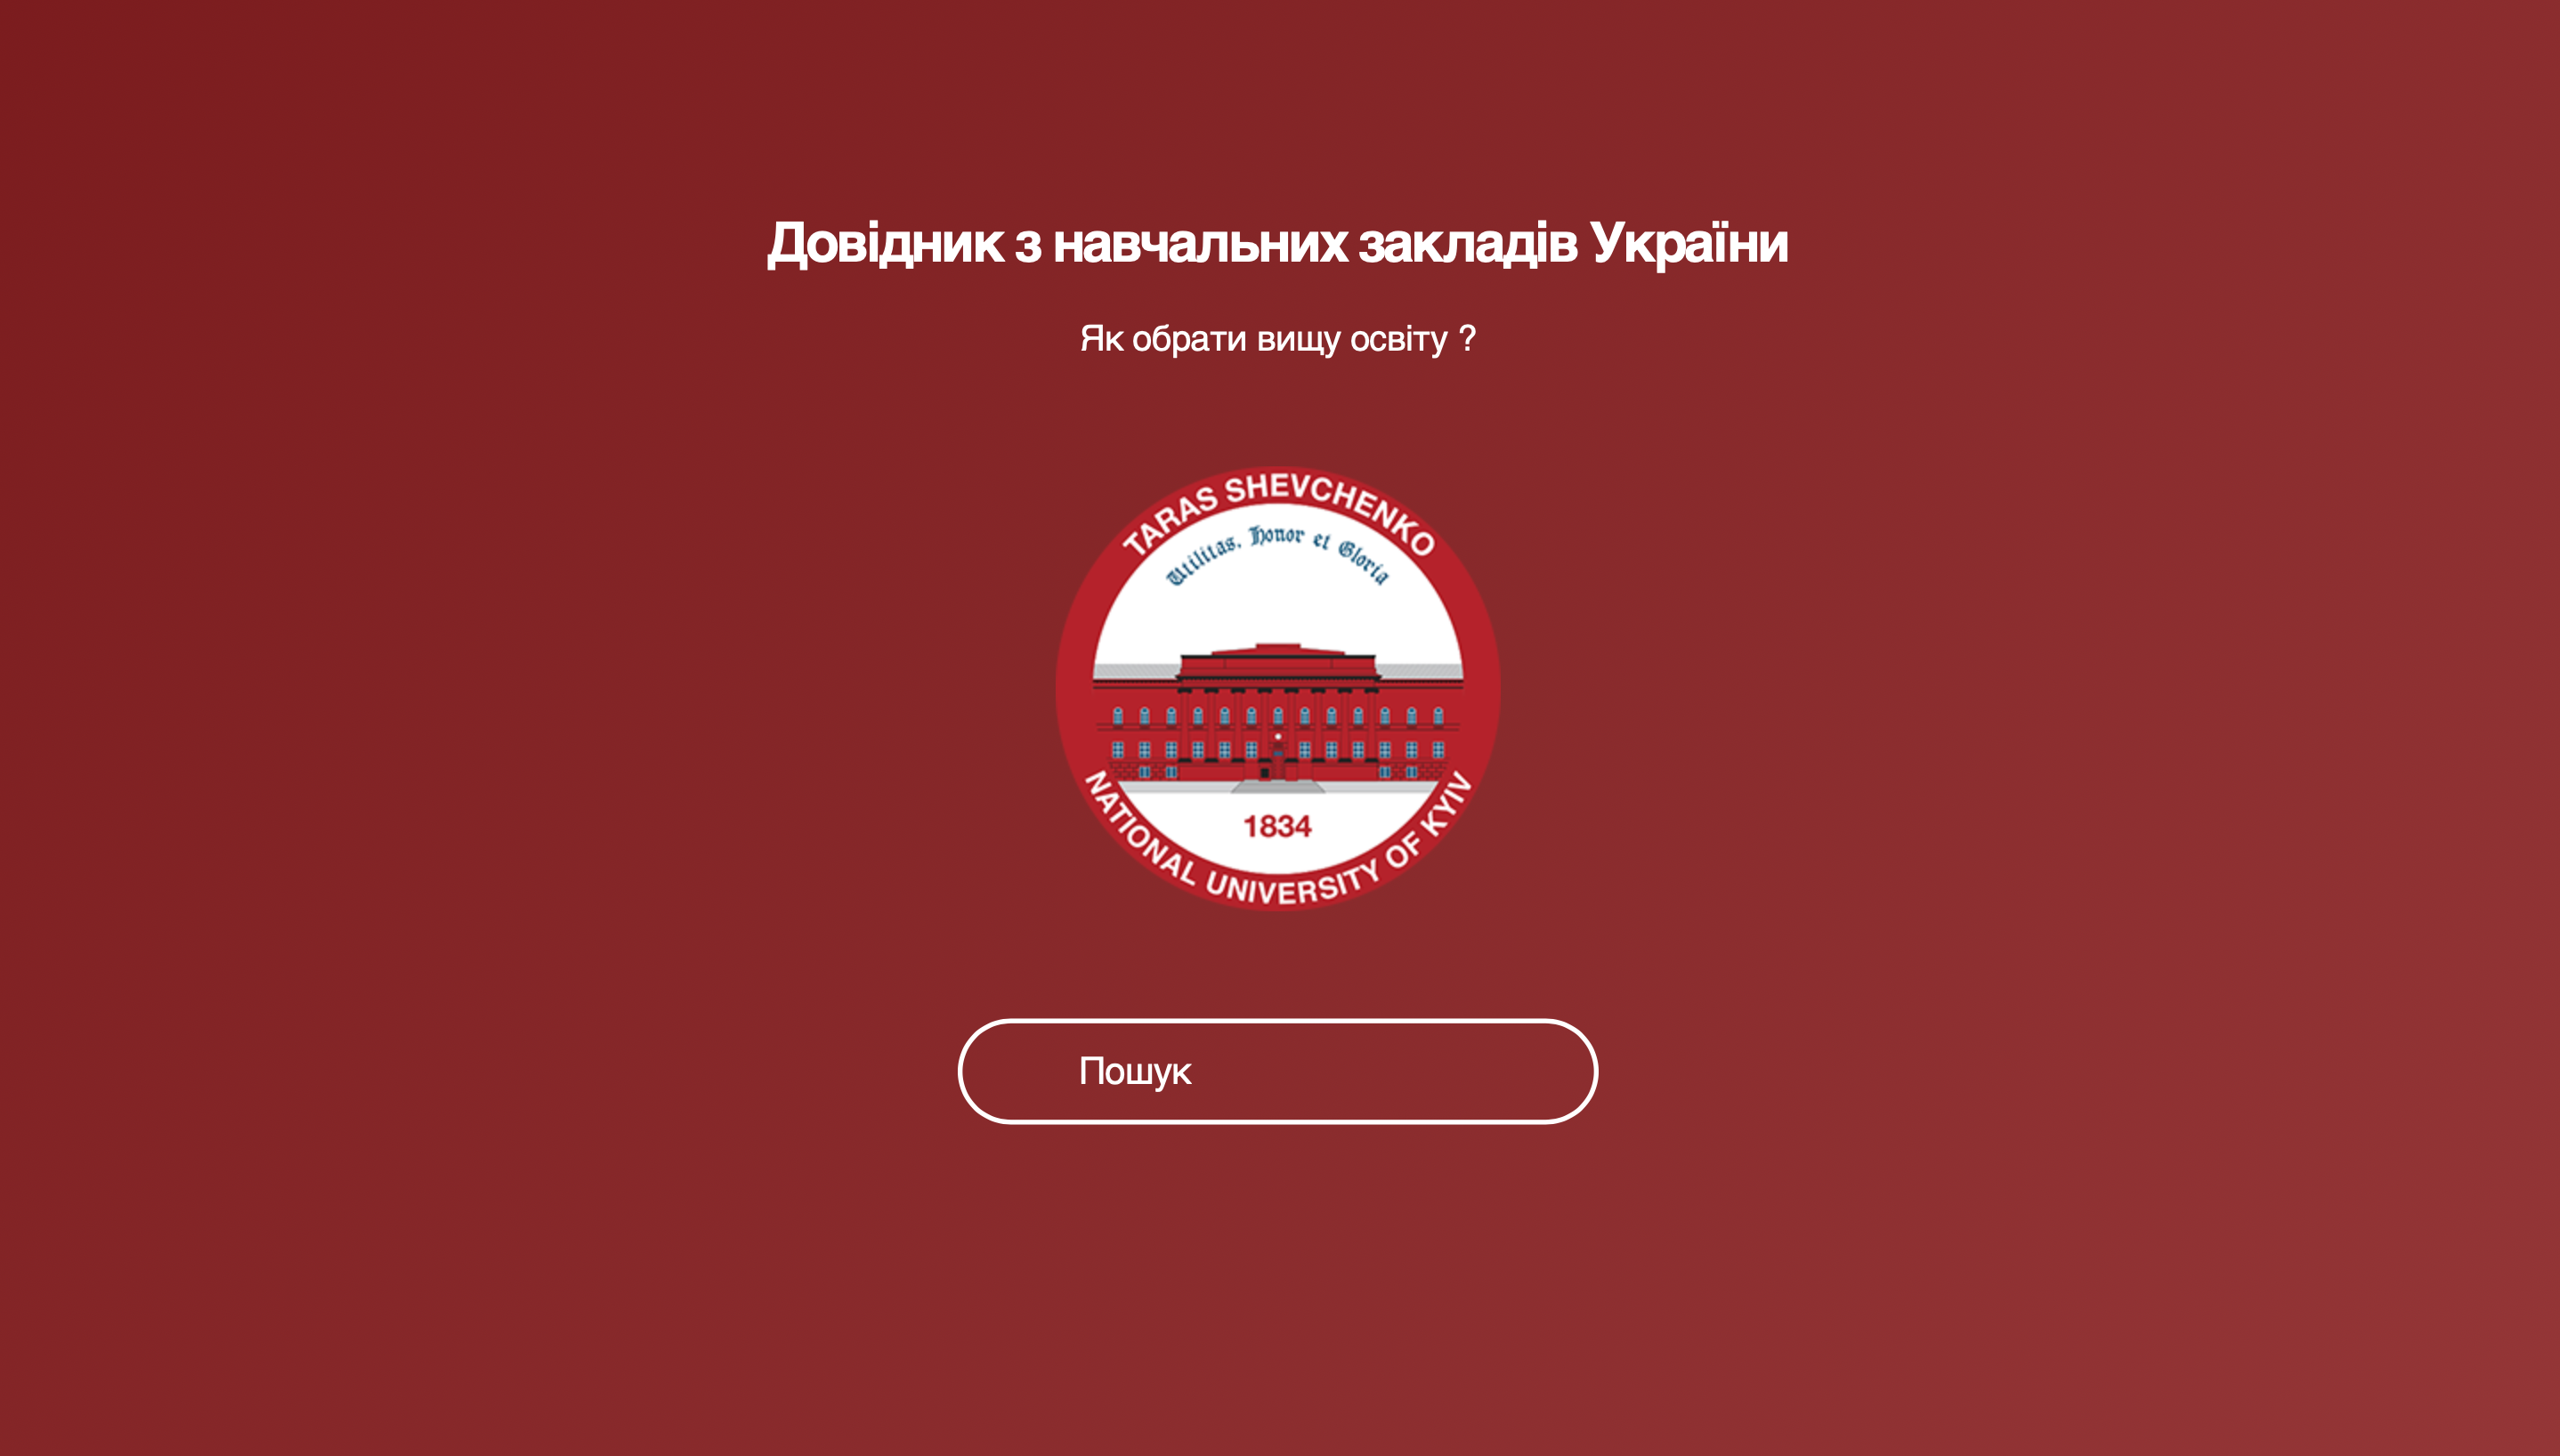 Довідник з навчальних закладів України
Як обрати вищу освіту ?
TARAS SHEVCHENKO
Utilitas, Honor et Gloria
1834
NATIONAL UNIVERSITY OF KYIV
Пошук